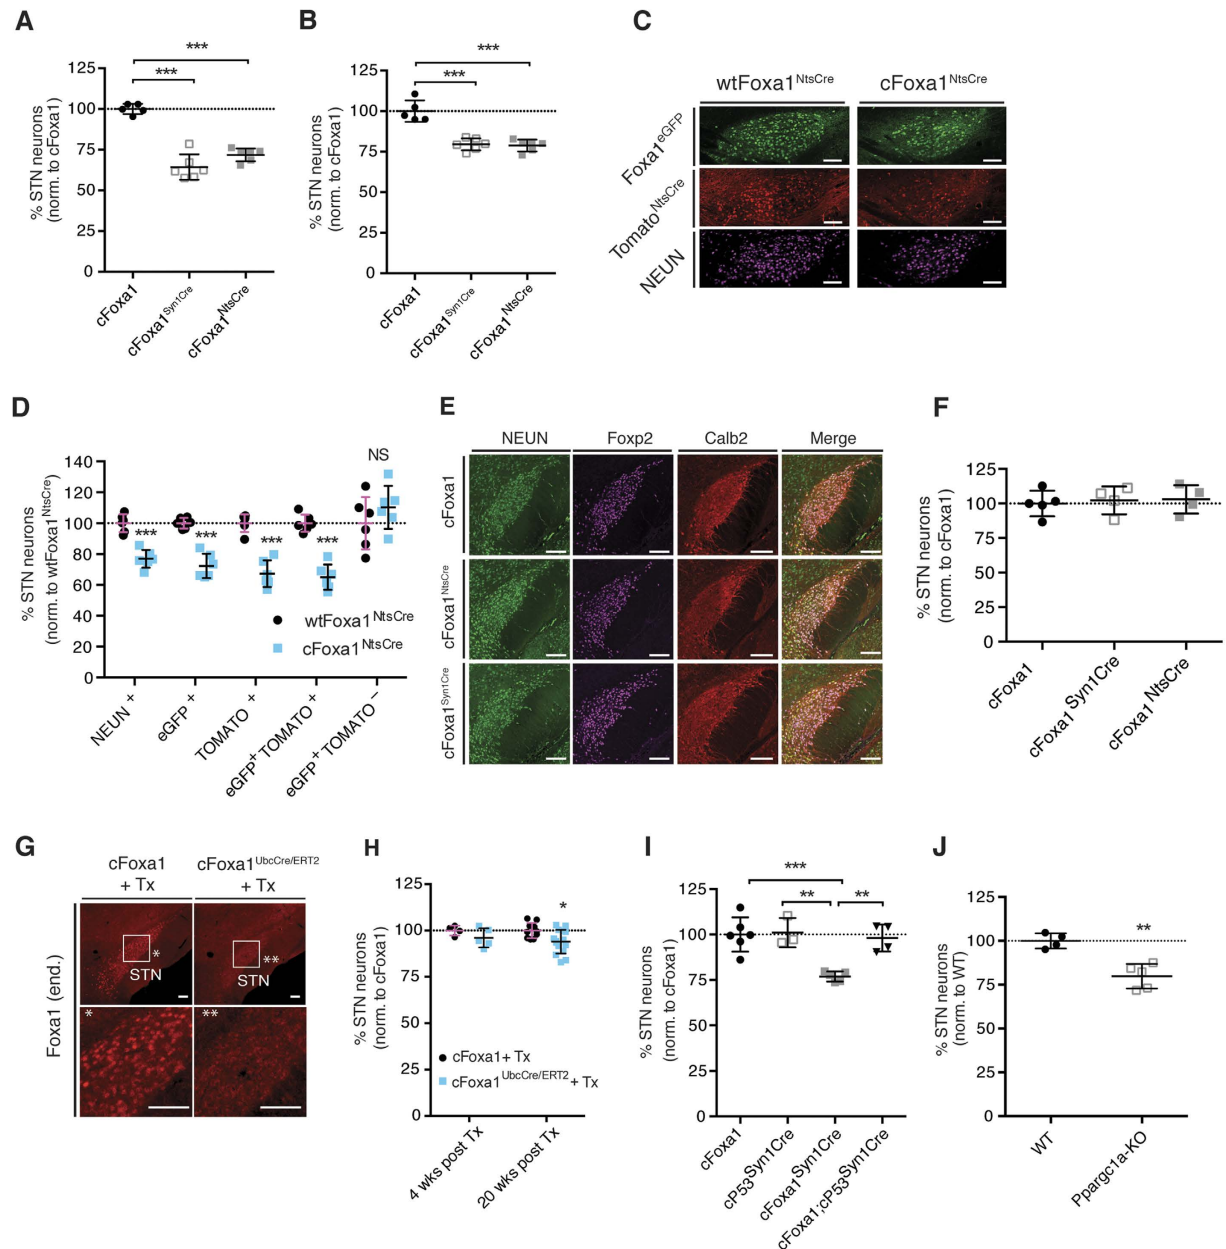 A
% STN neurons
(norm. to cFoxa1)
125
100
75
50
25
0
***
***
cFoxa1
cFoxa1Syn1Cre
cFoxa1NtsCre
B
% STN neurons
(norm. to cFoxa1)
125
100
75
50
25
0
***
***
cFoxa1
cFoxa1Syn1Cre
cFoxa1NtsCre
C
wtFoxa1NtsCre
cFoxa1NtsCre
Foxa1eGFP
TomatoNtsCre
NEUN
D
% STN neurons
(norm. to wtFoxa1NtsCre)
140
120
100
80
60
40
20
0
***
***
***
***
NS
wtFoxa1NtsCre
cFoxa1NtsCre
NEUN +
eGFP +
TOMATO +
eGFP+TOMATO +
eGFP+TOMATO −
E
NEUN
Foxp2
Calb2
Merge
cFoxa1
cFoxa1NtsCre
cFoxa1Syn1Cre
F
% STN neurons
(norm. to cFoxa1)
125
100
75
50
25
0
cFoxa1
cFoxa1 Syn1Cre
cFoxa1 NtsCre
G
cFoxa1
+ Tx
cFoxa1UbcCre/ERT2
+ Tx
Foxa1 (end.)
*
STN
**
STN
*
**
H
% STN neurons
(norm. to cFoxa1)
125
100
75
50
25
0
*
cFoxa1+ Tx
cFoxa1UbcCre/ERT2+ Tx
4 wks post Tx
20 wks post Tx
I
% STN neurons
(norm. to cFoxa1)
125
100
75
50
25
0
***
**
**
cFoxa1
cP53Syn1Cre
cFoxa1Syn1Cre
cFoxa1;cP53Syn1Cre
J
% STN neurons
(norm. to WT)
125
100
75
50
25
0
**
WT
Ppargc1a-KO